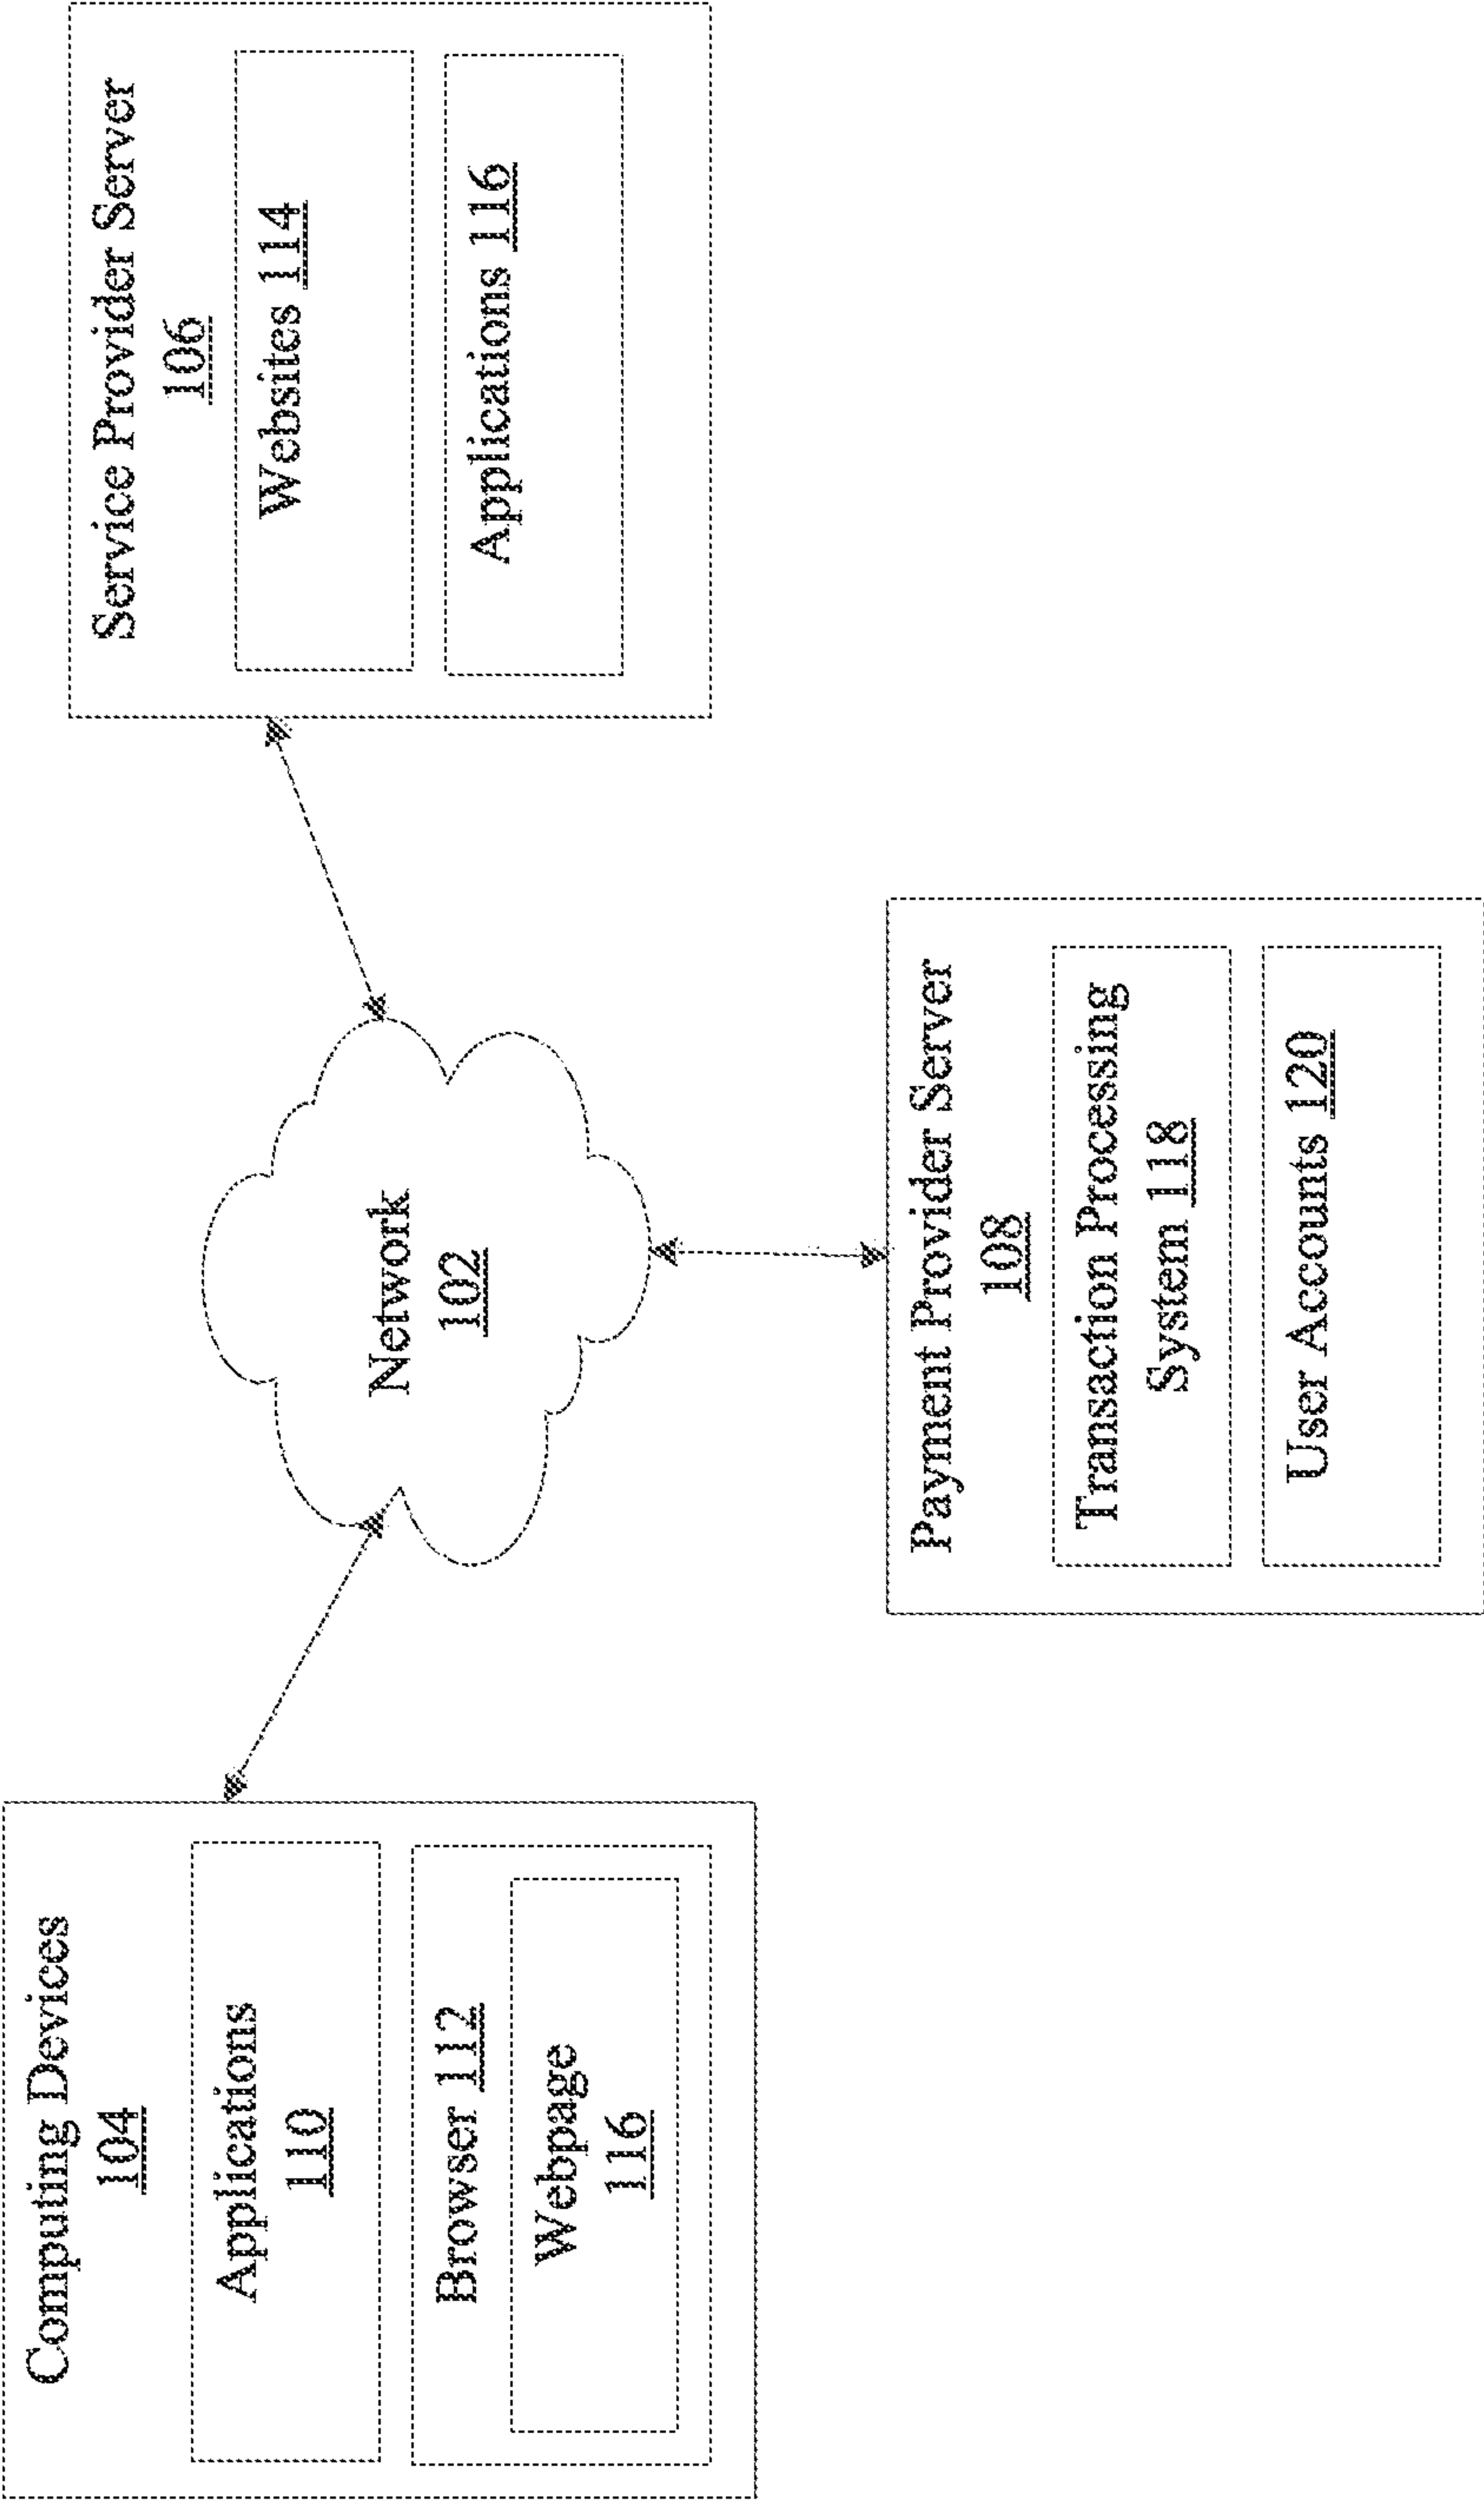 Computing Devices
104
Applications
110
Browser 112
Webpage
116
Network
102
Service Provider Server
106
Websites 114
Applications 116
Payment Provider Server
108
Transaction Processing
System 118
User Accounts 120